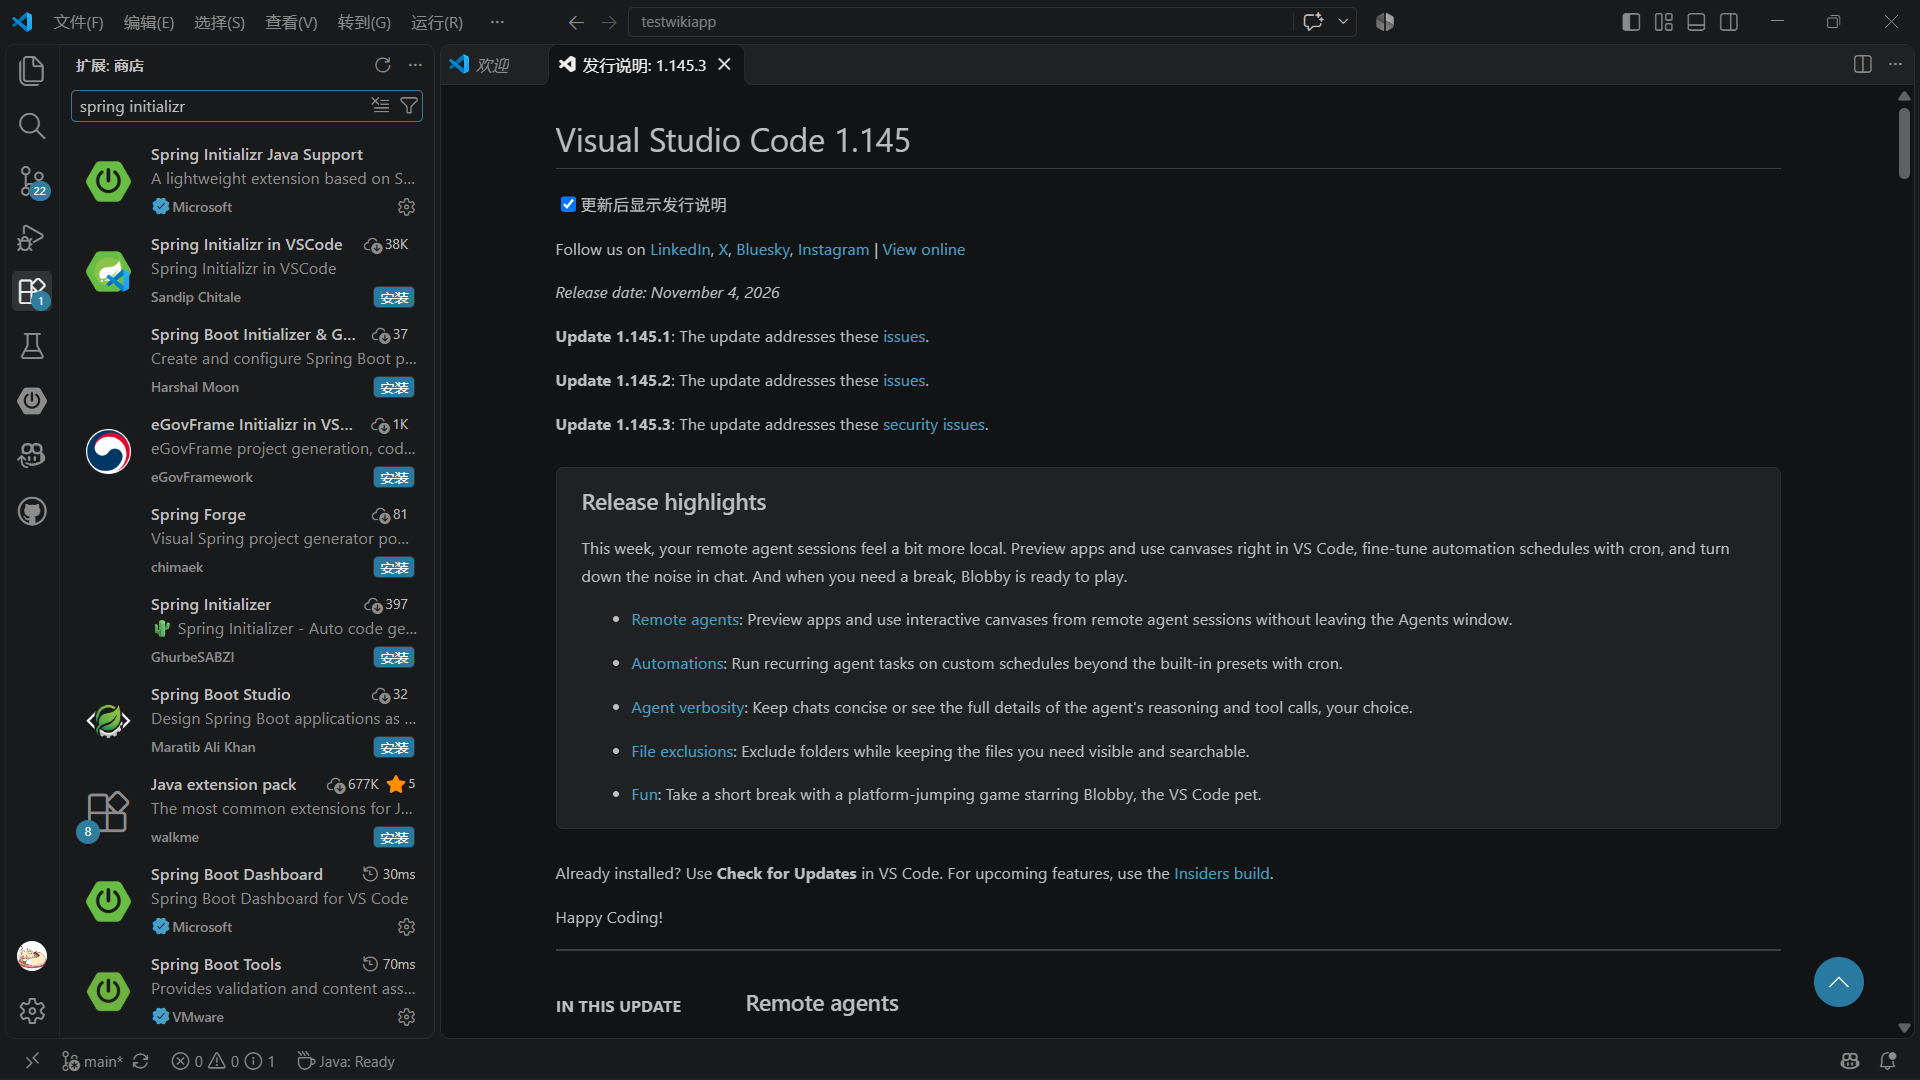 文件(F) 编辑(E) 选择(S) 查看(V) 转到(G) 运行(R) ··· testwikiapp
扩展: 商店
spring initializr
Spring Initializr Java Support
A lightweight extension based on S...
Microsoft
Spring Initializr in VSCode 38K
Spring Initializr in VSCode
Sandip Chitale 安装
Spring Boot Initializer & G... 37
Create and configure Spring Boot p...
Harshal Moon 安装
eGovFrame Initializr in VS... 1K
eGovFrame project generation, cod...
eGovFramework 安装
Spring Forge 81
Visual Spring project generator po...
chimaek 安装
Spring Initializer 397
Spring Initializer - Auto code ge...
GhurbeSABZI 安装
Spring Boot Studio 32
Design Spring Boot applications as ...
Maratib Ali Khan 安装
Java extension pack 677K 5
The most common extensions for J...
8
walkme 安装
Spring Boot Dashboard 30ms
Spring Boot Dashboard for VS Code
Microsoft
Spring Boot Tools 70ms
Provides validation and content ass...
VMware
22
1
欢迎 发行说明: 1.145.3
Visual Studio Code 1.145
更新后显示发行说明
Follow us on LinkedIn, X, Bluesky, Instagram | View online
Release date: November 4, 2026
Update 1.145.1: The update addresses these issues.
Update 1.145.2: The update addresses these issues.
Update 1.145.3: The update addresses these security issues.
Release highlights
This week, your remote agent sessions feel a bit more local. Preview apps and use canvases right in VS Code, fine-tune automation schedules with cron, and turn
down the noise in chat. And when you need a break, Blobby is ready to play.
• Remote agents: Preview apps and use interactive canvases from remote agent sessions without leaving the Agents window.
• Automations: Run recurring agent tasks on custom schedules beyond the built-in presets with cron.
• Agent verbosity: Keep chats concise or see the full details of the agent's reasoning and tool calls, your choice.
• File exclusions: Exclude folders while keeping the files you need visible and searchable.
• Fun: Take a short break with a platform-jumping game starring Blobby, the VS Code pet.
Already installed? Use Check for Updates in VS Code. For upcoming features, use the Insiders build.
Happy Coding!
IN THIS UPDATE
Remote agents
main* 0 0 1 Java: Ready